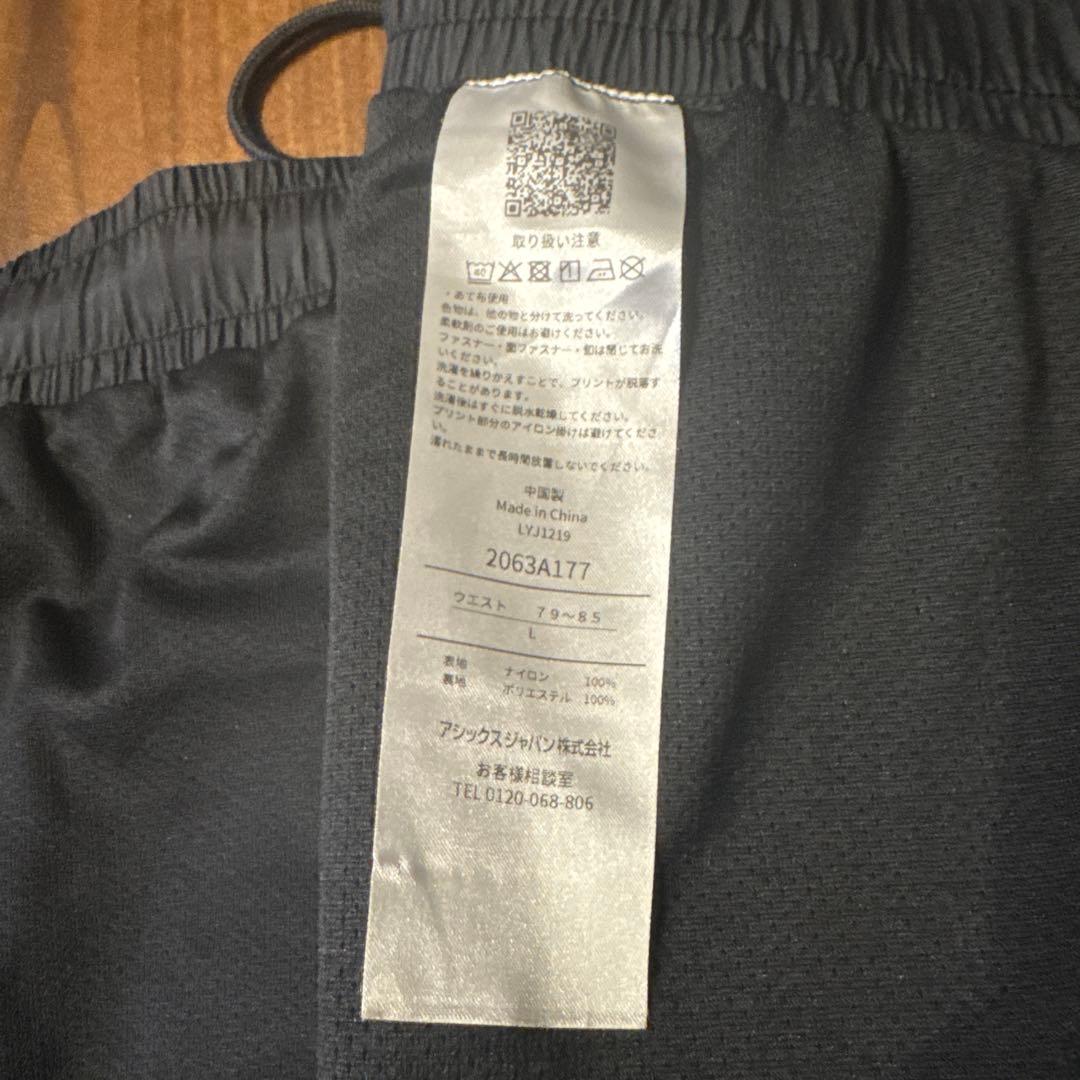 取り扱い注意
40
・あて布使用
色物は、他の物と分けて洗ってください。
柔軟剤のご使用はお避けください。
ファスナー・面ファスナー・釦は閉じてお洗
いください。
洗濯を繰りかえすことで、プリントが脱落す
ることがあります。
洗濯後はすぐに脱水乾燥してください。
プリント部分のアイロン掛けは避けてくださ
い。
濡れたままで長時間放置しないでください。
中国製
Made in China
LYJ1219
2063A177
ウエスト 79～85
L
表地 ナイロン 100%
裏地 ポリエステル 100%
アシックスジャパン株式会社
お客様相談室
TEL 0120-068-806